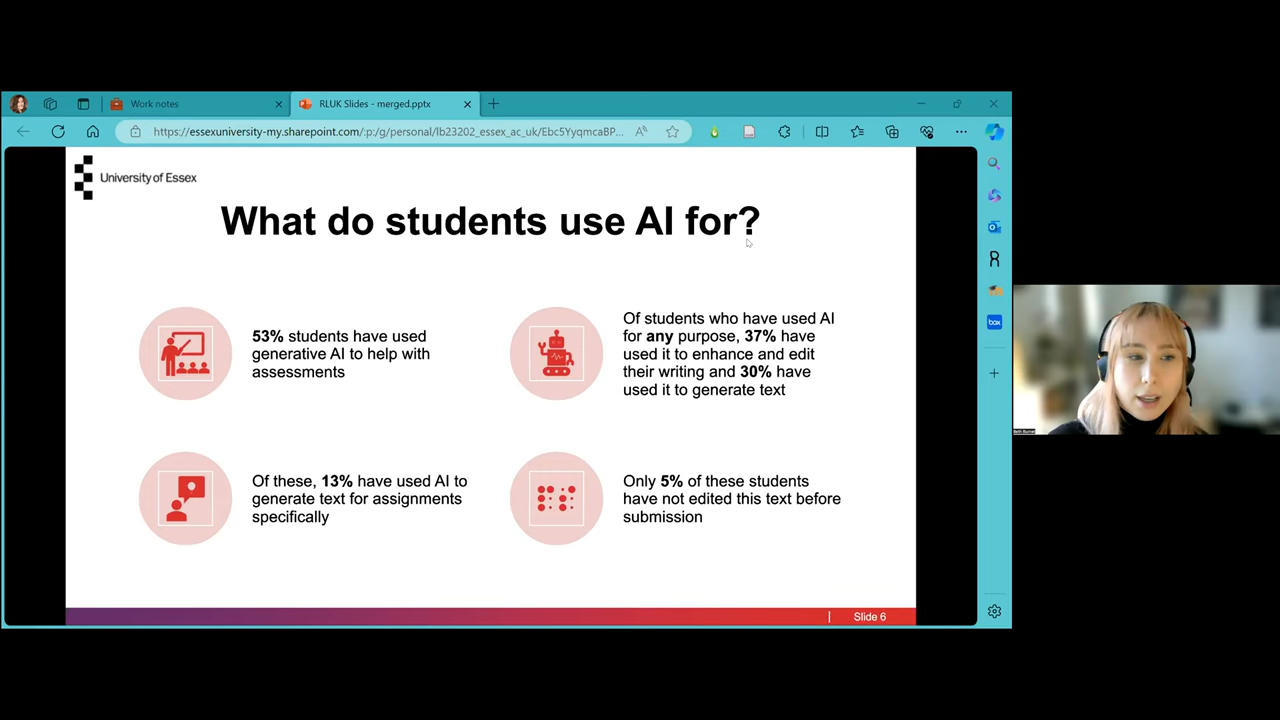 Work notes
RLUK Slides - merged.pptx
https://essexuniversity-my.sharepoint.com/:p:/g/personal/lb23202_essex_ac_uk/Ebc5YyqmcaBP...
University of Essex
What do students use AI for?
53% students have used
generative AI to help with
assessments
Of students who have used AI
for any purpose, 37% have
used it to enhance and edit
their writing and 30% have
used it to generate text
Of these, 13% have used AI to
generate text for assignments
specifically
Only 5% of these students
have not edited this text before
submission
Slide 6
box